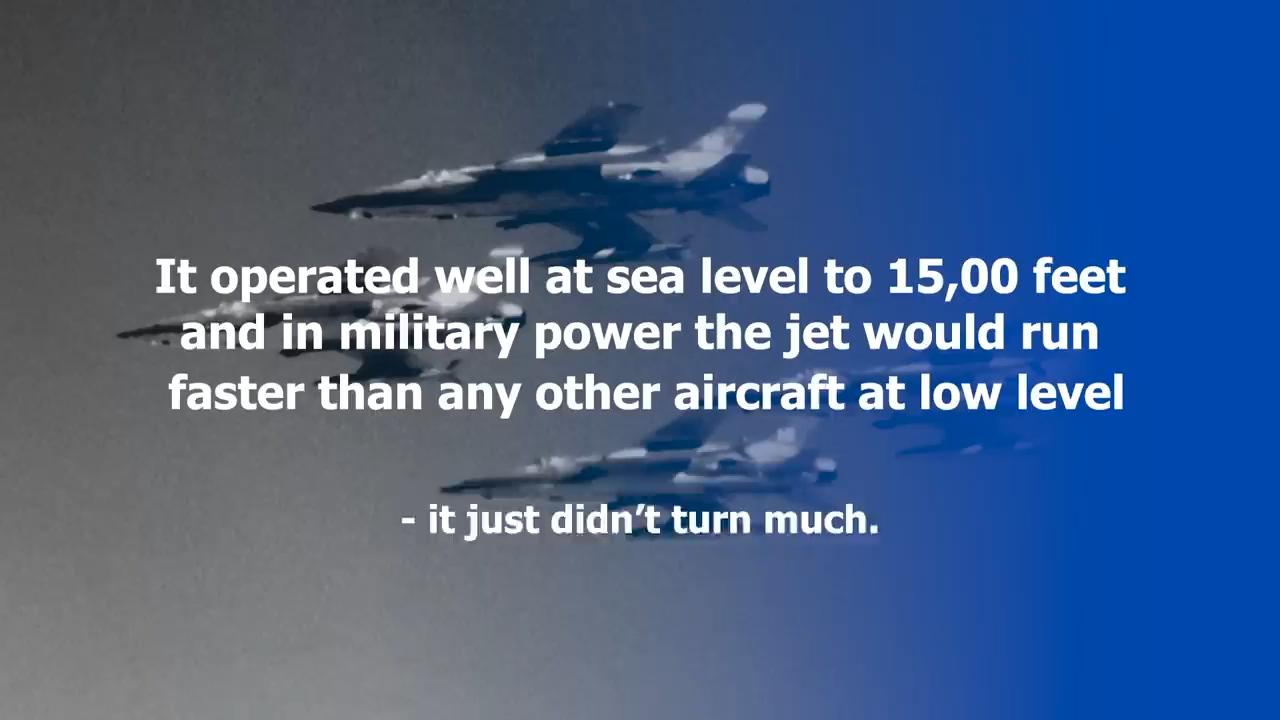 It operated well at sea level to 15,00 feet
and in military power the jet would run
faster than any other aircraft at low level
- it just didn’t turn much.